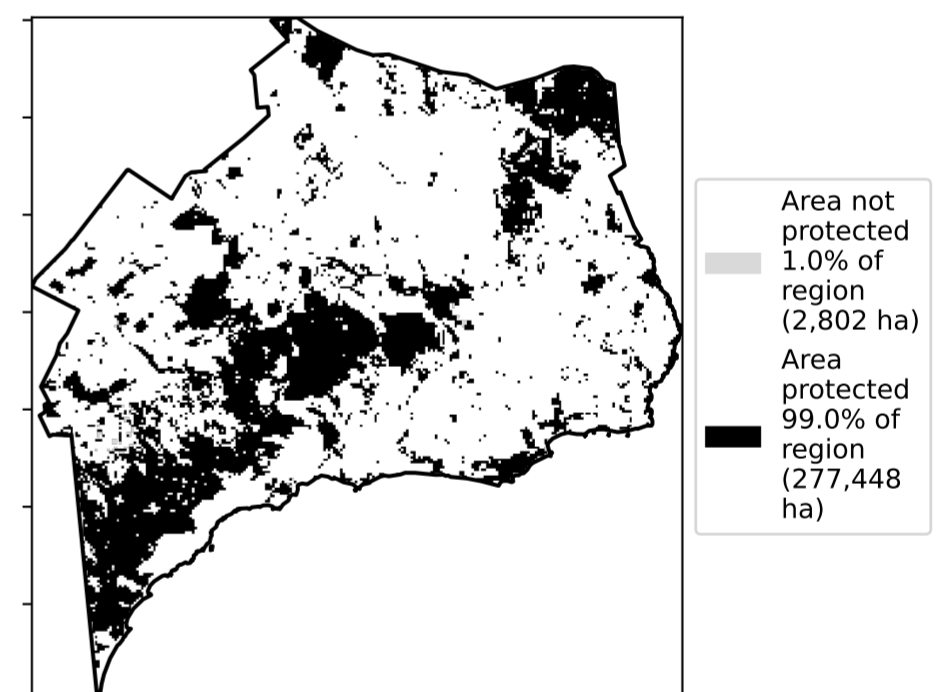 Area not
protected
1.0% of
region
(2,802 ha)
Area
protected
99.0% of
region
(277,448
ha)